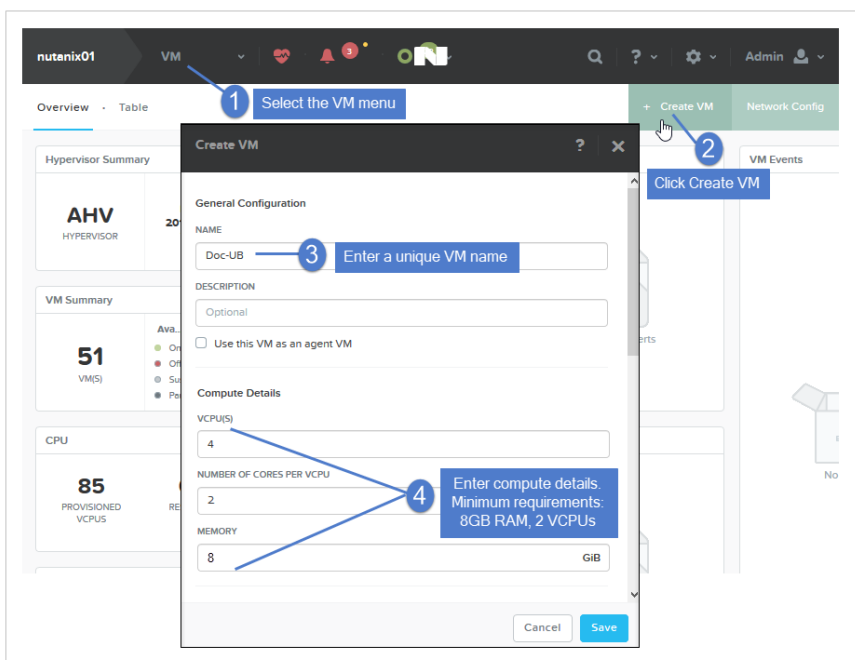 nutanix01 VM 3 ? Admin
1 Select the VM menu
Overview · Table
+ Create VM Network Config
2
Click Create VM
Hypervisor Summary
VM Events
AHV
HYPERVISOR
20
VM Summary
51
VM(S)
Ava...
CPU
85
PROVISIONED
VCPUS
Create VM ?
General Configuration
NAME
Doc-UB
3 Enter a unique VM name
DESCRIPTION
Optional
Use this VM as an agent VM
Compute Details
VCPU(S)
4
NUMBER OF CORES PER VCPU
2
4 Enter compute details.
Minimum requirements:
8GB RAM, 2 VCPUs
MEMORY
8 GiB
Cancel Save
No